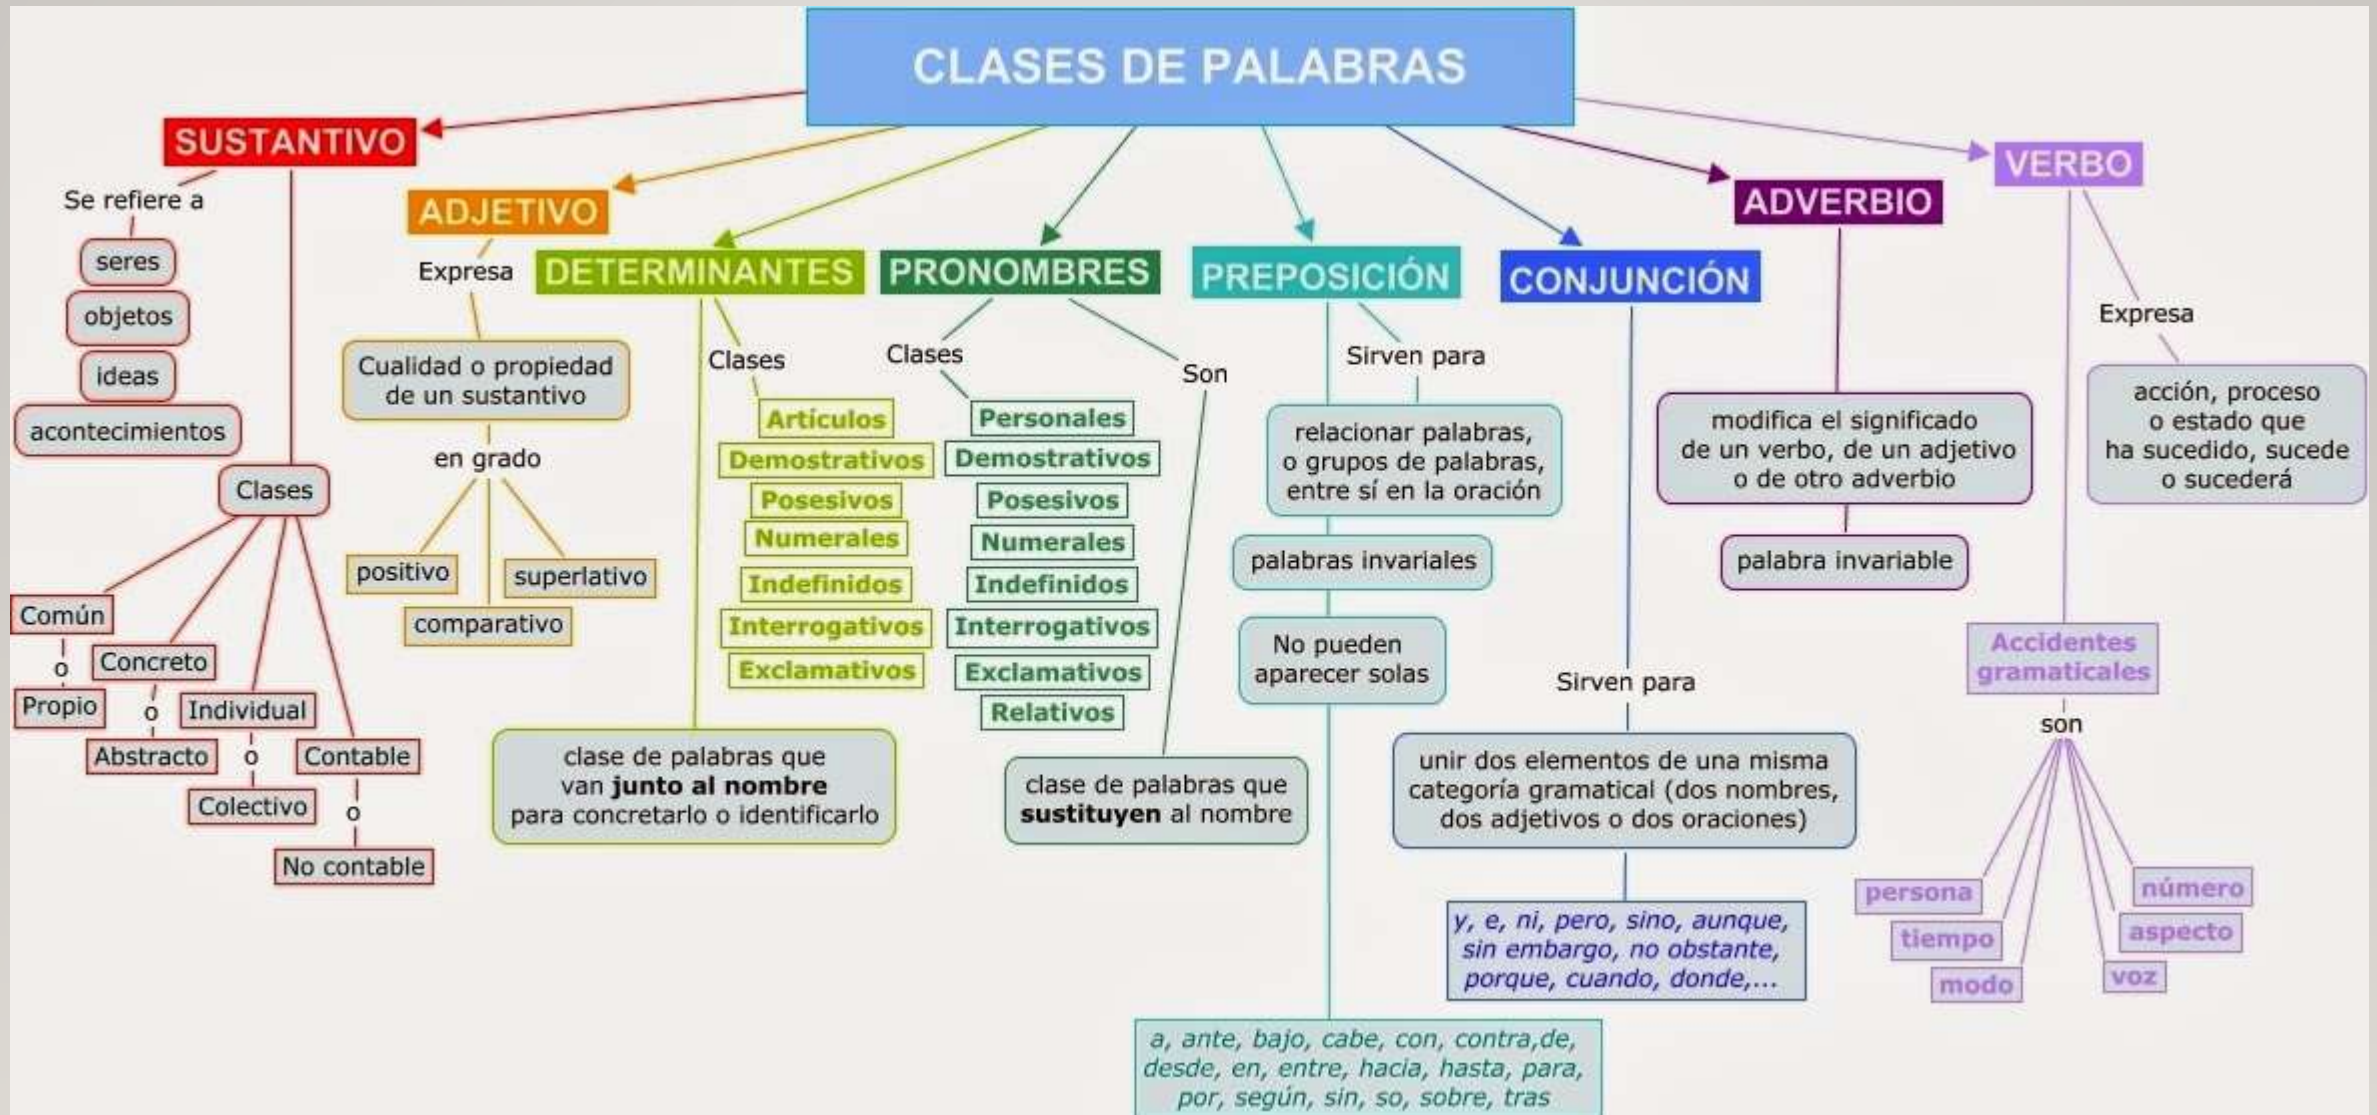 CLASES DE PALABRAS
SUSTANTIVO
Se refiere a
seres
objetos
ideas
acontecimientos
Clases
Común
o
Propio
Concreto
o
Abstracto
Individual
o
Colectivo
Contable
o
No contable
ADJETIVO
Expresa
Cualidad o propiedad
de un sustantivo
en grado
positivo
comparativo
superlativo
DETERMINANTES
Clases
Artículos
Demostrativos
Posesivos
Numerales
Indefinidos
Interrogativos
Exclamativos
clase de palabras que
van junto al nombre
para concretarlo o identificarlo
PRONOMBRES
Clases
Personales
Demostrativos
Posesivos
Numerales
Indefinidos
Interrogativos
Exclamativos
Relativos
Son
clase de palabras que
sustituyen al nombre
PREPOSICIÓN
Sirven para
relacionar palabras,
o grupos de palabras,
entre sí en la oración
palabras invariales
No pueden
aparecer solas
a, ante, bajo, cabe, con, contra,de,
desde, en, entre, hacia, hasta, para,
por, según, sin, so, sobre, tras
CONJUNCIÓN
Sirven para
unir dos elementos de una misma
categoría gramatical (dos nombres,
dos adjetivos o dos oraciones)
y, e, ni, pero, sino, aunque,
sin embargo, no obstante,
porque, cuando, donde,...
ADVERBIO
modifica el significado
de un verbo, de un adjetivo
o de otro adverbio
palabra invariable
VERBO
Expresa
acción, proceso
o estado que
ha sucedido, sucede
o sucederá
Accidentes
gramaticales
son
persona
tiempo
modo
voz
aspecto
número